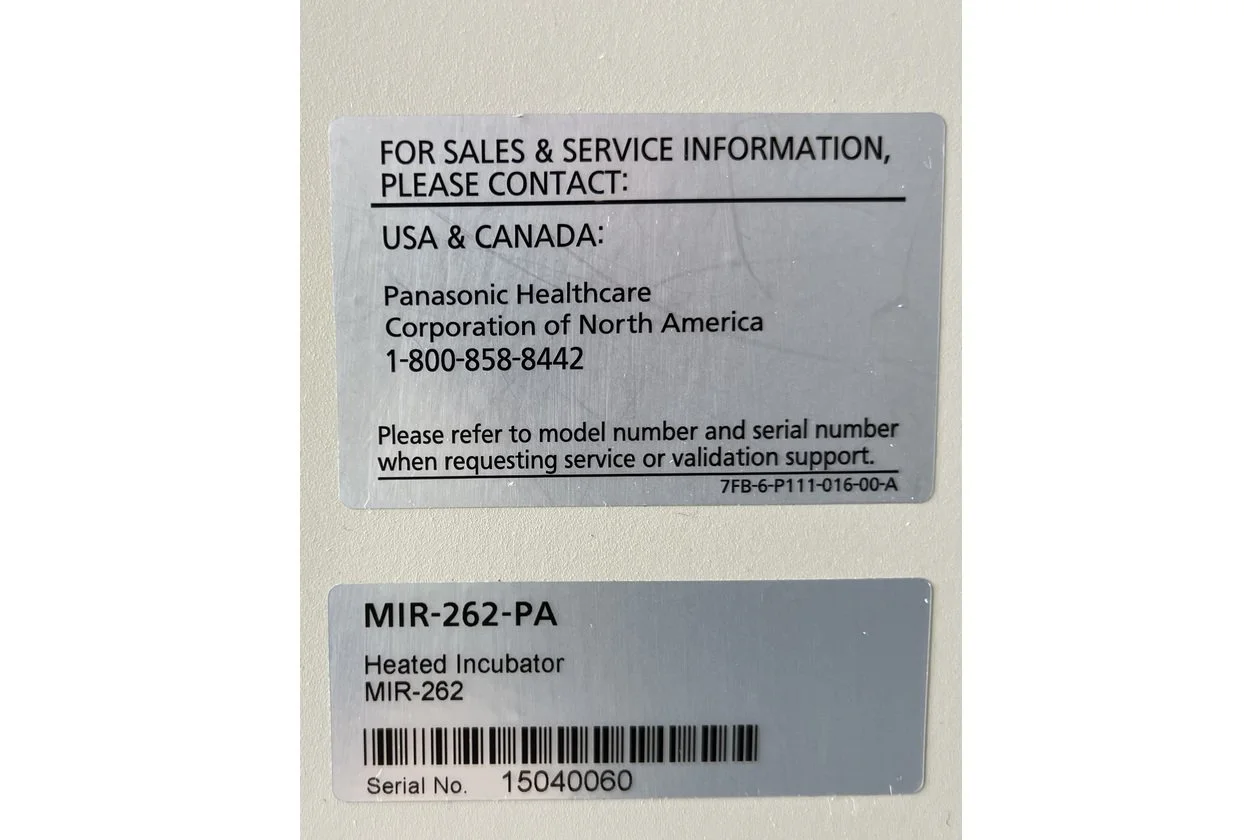 FOR SALES & SERVICE INFORMATION,
PLEASE CONTACT:
USA & CANADA:
Panasonic Healthcare
Corporation of North America
1-800-858-8442
Please refer to model number and serial number
when requesting service or validation support.
7FB-6-P111-016-00-A
MIR-262-PA
Heated Incubator
MIR-262
Serial No. 15040060